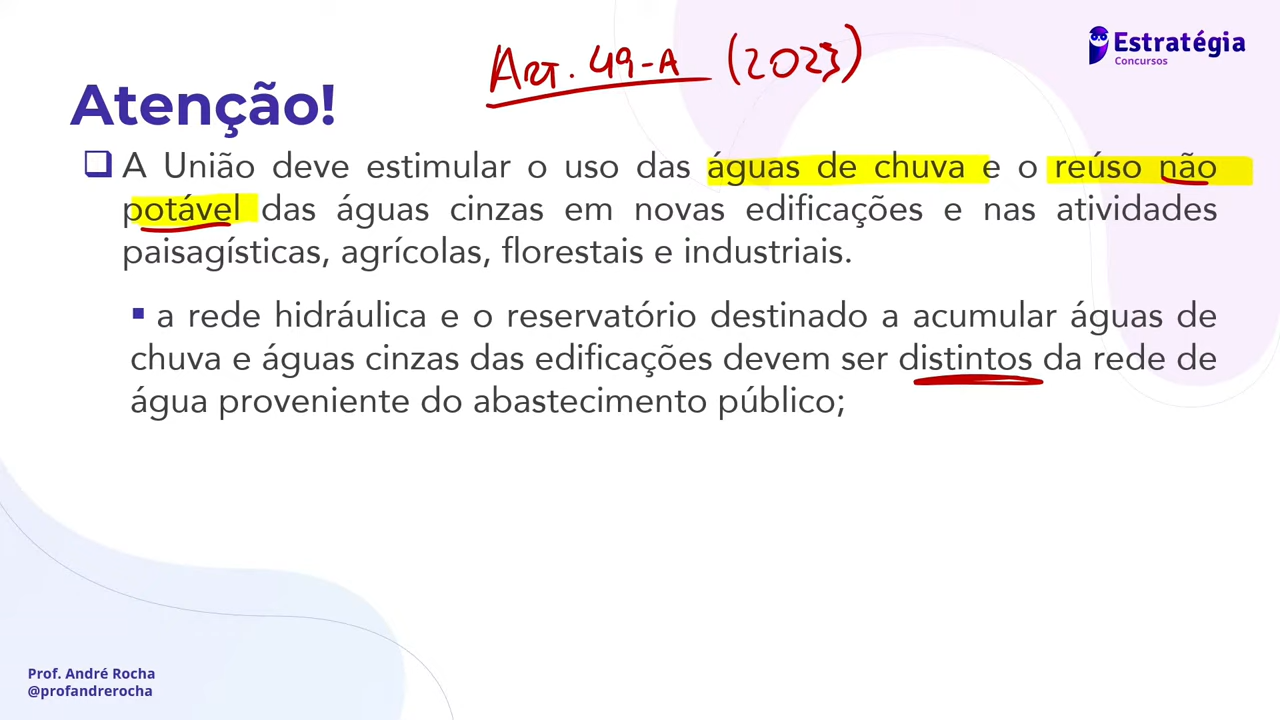 Art. 49-A (2023)
Estratégia
Concursos
Atenção!
A União deve estimular o uso das águas de chuva e o reúso não
potável das águas cinzas em novas edificações e nas atividades
paisagísticas, agrícolas, florestais e industriais.
a rede hidráulica e o reservatório destinado a acumular águas de
chuva e águas cinzas das edificações devem ser distintos da rede de
água proveniente do abastecimento público;
Prof. André Rocha
@profandrerocha